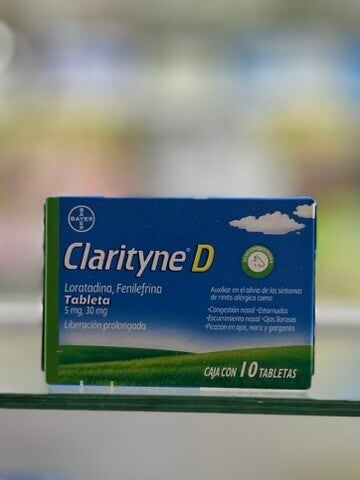 BAYER
BAYER
Clarityne® D
Loratadina, Fenilefrina
Tableta
5 mg, 30 mg
Liberación prolongada
Auxiliar en el alivio de los síntomas
de rinitis alérgica como:
•Congestión nasal •Estornudos
•Escurrimiento nasal •Ojos llorosos
•Picazón en ojos, nariz y garganta
CAJA CON 10 TABLETAS